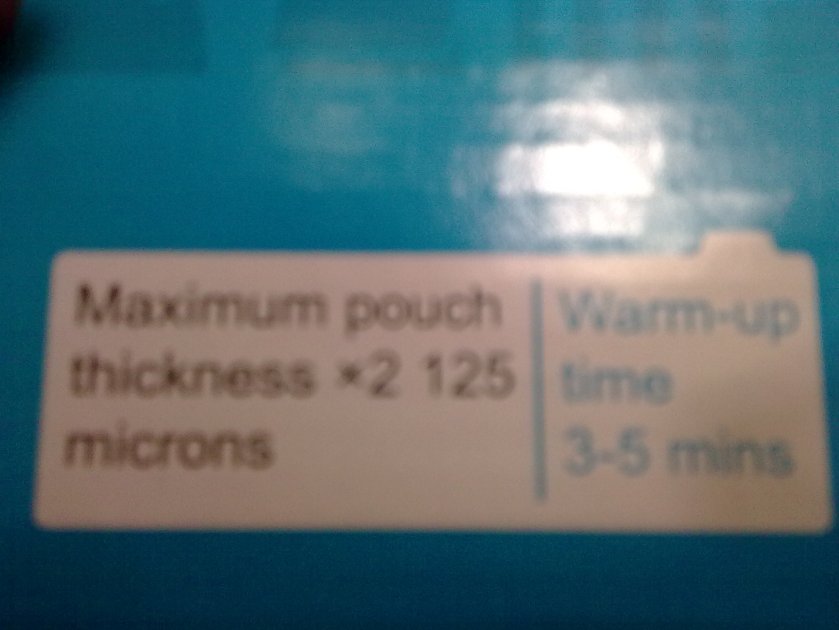 Maximum pouch
thickness ×2 125
microns
Warm-up
time
3-5 mins